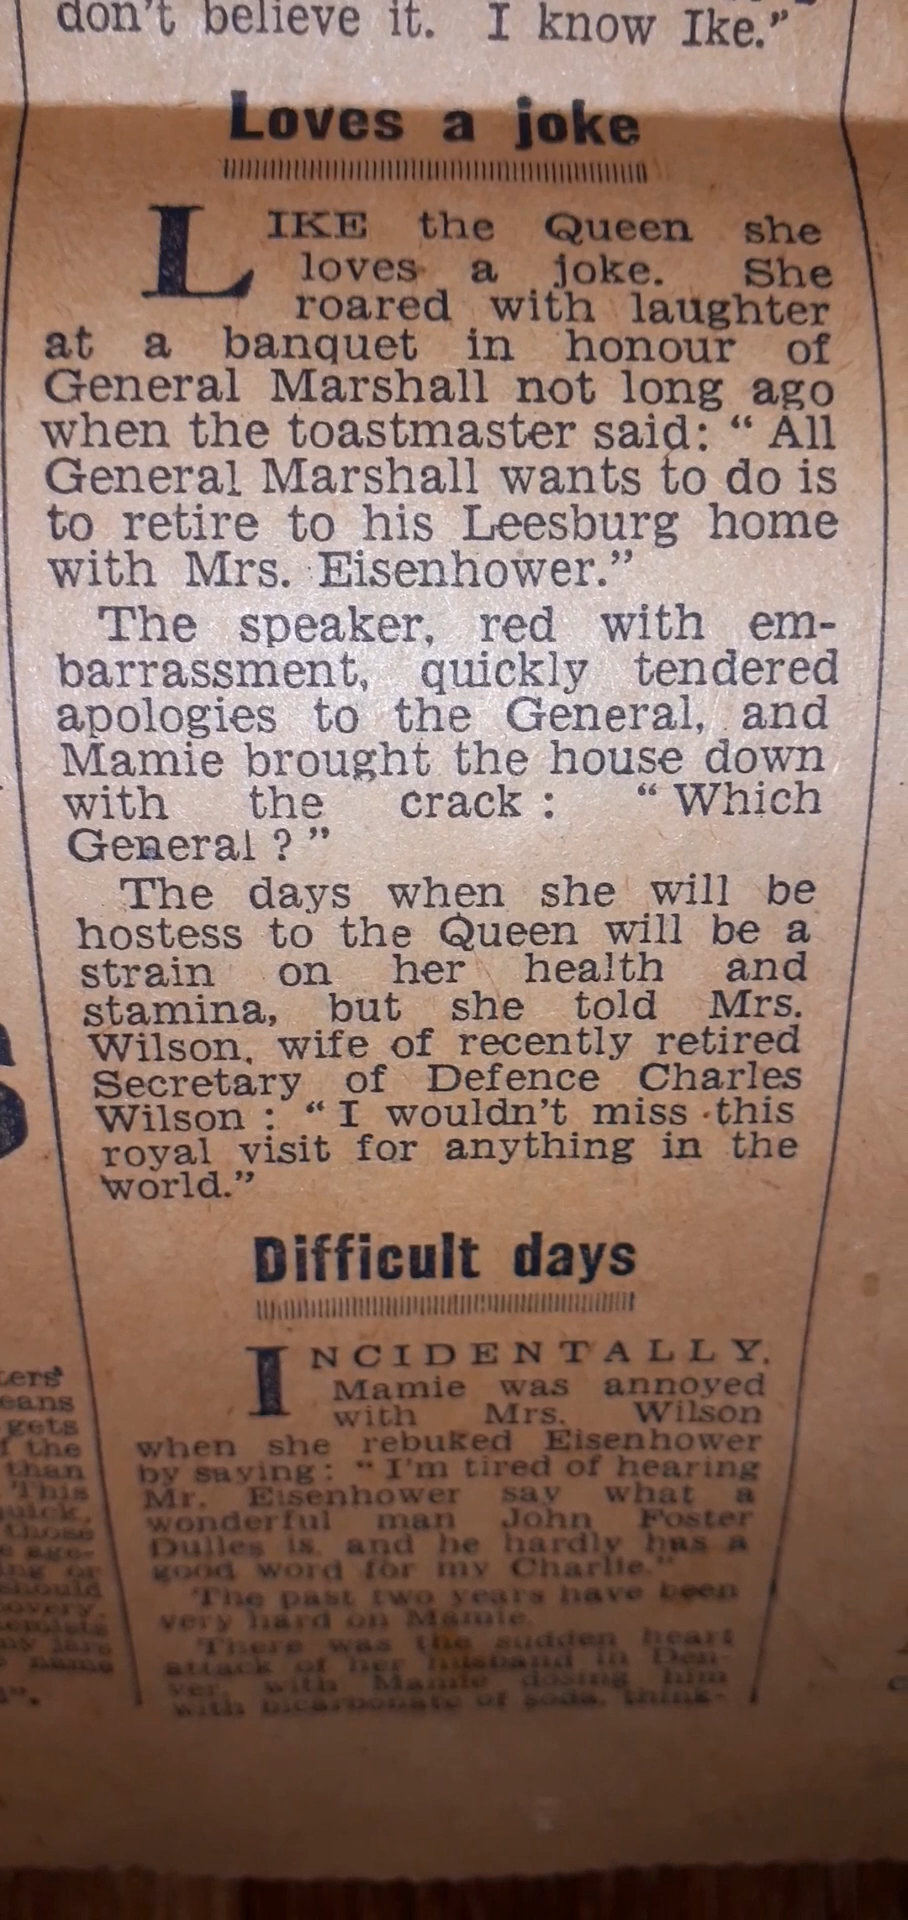 don't believe it. I know Ike."
Loves a joke
LIKE the Queen she
loves a joke. She
roared with laughter
at a banquet in honour of
General Marshall not long ago
when the toastmaster said: " All
General Marshall wants to do is
to retire to his Leesburg home
with Mrs. Eisenhower."
The speaker, red with em-
barrassment, quickly tendered
apologies to the General, and
Mamie brought the house down
with the crack : " Which
General ? "
The days when she will be
hostess to the Queen will be a
strain on her health and
stamina, but she told Mrs.
Wilson, wife of recently retired
Secretary of Defence Charles
Wilson : " I wouldn't miss this
royal visit for anything in the
world."
Difficult days
INCIDENTALLY,
Mamie was annoyed
with Mrs. Wilson
when she rebuked Eisenhower
by saying : " I'm tired of hearing
Mr. Eisenhower say what a
wonderful man John Foster
Dulles is, and he hardly has a
good word for my Charlie."
The past two years have been
very hard on Mamie.
There was the sudden heart
attack of her husband in Den-
ver, with Mamie dosing him
with bicarbonate of soda, think-
gets
the
than
This
those
should
name